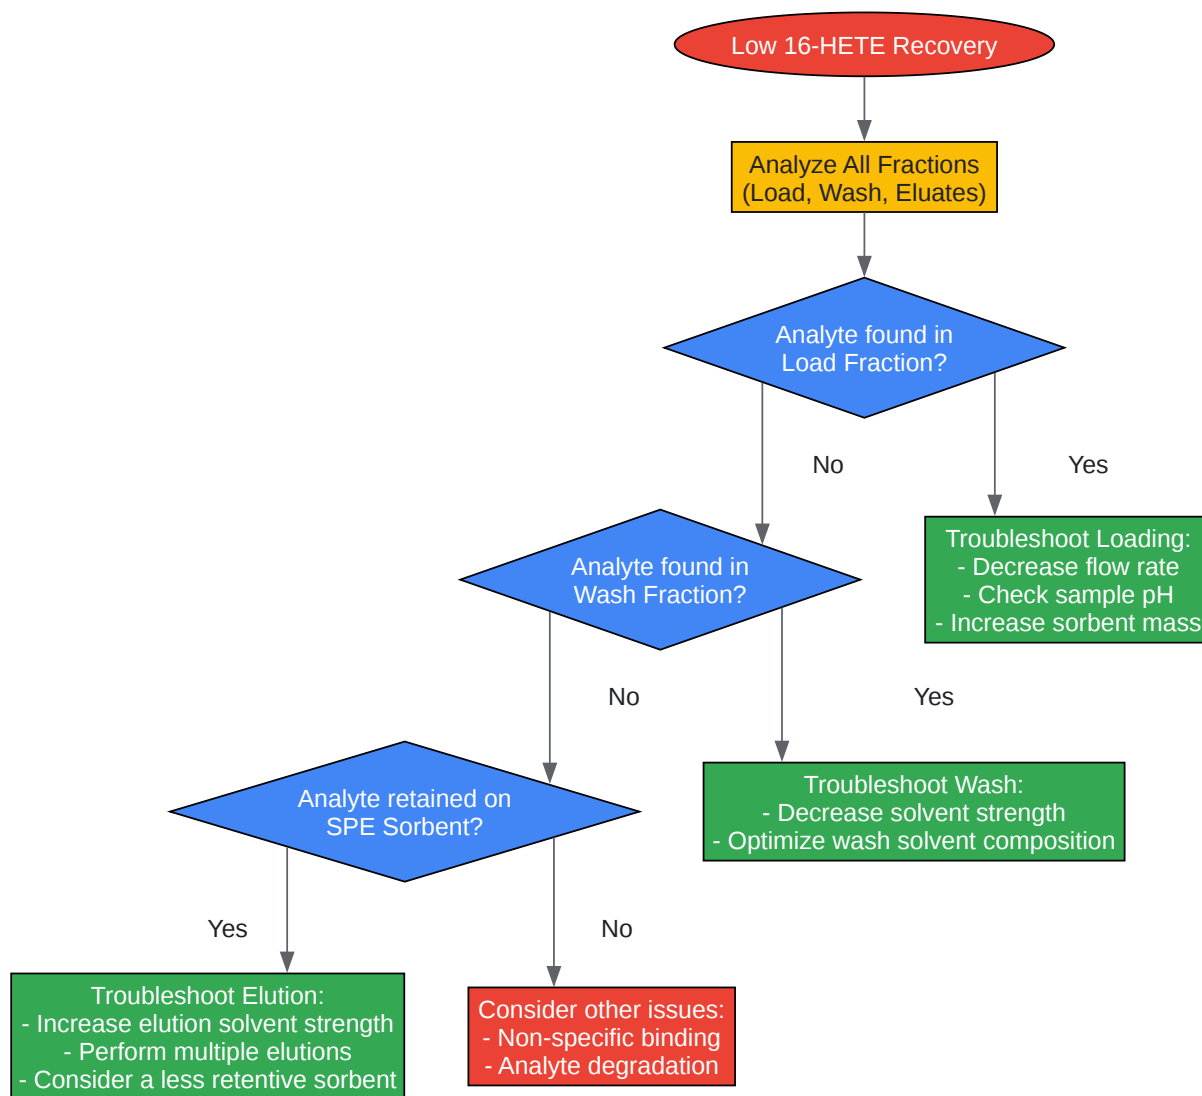 Low 16-HETE Recovery
Analyze All Fractions
(Load, Wash, Eluates)
Analyte found in
Load Fraction?
No
Yes
Troubleshoot Loading:
- Decrease flow rate
- Check sample pH
- Increase sorbent mass
Analyte found in
Wash Fraction?
No
Yes
Troubleshoot Wash:
- Decrease solvent strength
- Optimize wash solvent composition
Analyte retained on
SPE Sorbent?
Yes
No
Troubleshoot Elution:
- Increase elution solvent strength
- Perform multiple elutions
- Consider a less retentive sorbent
Consider other issues:
- Non-specific binding
- Analyte degradation